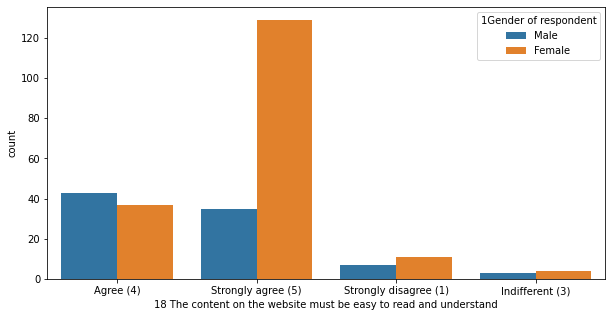 1Gender of respondent
Male
Female
120
100
80
60
40
20
0
count
Agree (4)
Strongly agree (5)
Strongly disagree (1)
Indifferent (3)
18 The content on the website must be easy to read and understand